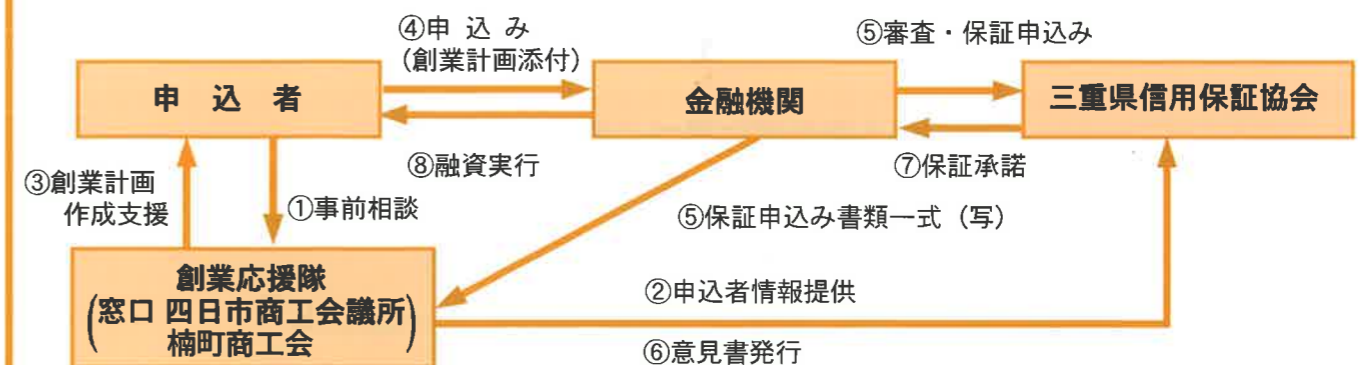 ④申 込 み
（創業計画添付）
⑤審査・保証申込み
申 込 者
金融機関
三重県信用保証協会
⑧融資実行
⑦保証承諾
③創業計画
作成支援
①事前相談
⑤保証申込み書類一式（写）
創業応援隊
（窓口 四日市商工会議所
楠町商工会）
②申込者情報提供
⑥意見書発行